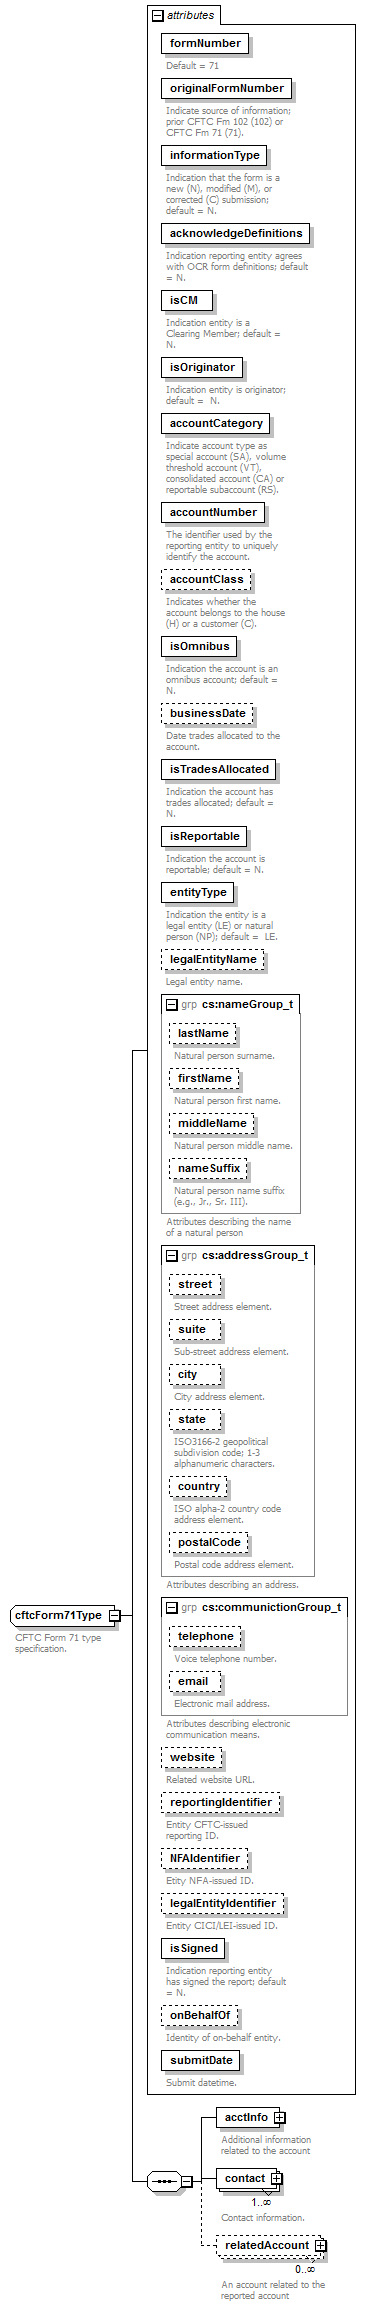 attributes
formNumber
Default = 71
originalFormNumber
Indicate source of information;
prior CFTC Fm 102 (102) or
CFTC Fm 71 (71).
informationType
Indication that the form is a
new (N), modified (M), or
corrected (C) submission;
default = N.
acknowledgeDefinitions
Indication reporting entity agrees
with OCR form definitions; default
= N.
isCM
Indication entity is a
Clearing Member; default =
N.
isOriginator
Indication entity is originator;
default =  N.
accountCategory
Indicate account type as
special account (SA), volume
threshold account (VT),
consolidated account (CA) or
reportable subaccount (RS).
accountNumber
The identifier used by the
reporting entity to uniquely
identify the account.
accountClass
Indicates whether the
account belongs to the house
(H) or a customer (C).
isOmnibus
Indication the account is an
omnibus account; default =
N.
businessDate
Date trades allocated to the
account.
isTradesAllocated
Indication the account has
trades allocated; default =
N.
isReportable
Indication the account is
reportable; default = N.
entityType
Indication the entity is a
legal entity (LE) or natural
person (NP); default =  LE.
legalEntityName
Legal entity name.
grp cs:nameGroup_t
lastName
Natural person surname.
firstName
Natural person first name.
middleName
Natural person middle name.
nameSuffix
Natural person name suffix
(e.g., Jr., Sr. III).
Attributes describing the name
of a natural person
grp cs:addressGroup_t
street
Street address element.
suite
Sub-street address element.
city
City address element.
state
ISO3166-2 geopolitical
subdivision code; 1-3
alphanumeric characters.
country
ISO alpha-2 country code
address element.
postalCode
Postal code address element.
Attributes describing an address.
grp cs:communictionGroup_t
telephone
Voice telephone number.
email
Electronic mail address.
Attributes describing electronic
communication means.
website
Related website URL.
reportingIdentifier
Entity CFTC-issued
reporting ID.
NFAIdentifier
Etity NFA-issued ID.
legalEntityIdentifier
Entity CICI/LEI-issued ID.
isSigned
Indication reporting entity
has signed the report; default
= N.
onBehalfOf
Identity of on-behalf entity.
submitDate
Submit datetime.
cftcForm71Type
CFTC Form 71 type
specification.
acctInfo
Additional information
related to the account
contact
1..∞
Contact information.
relatedAccount
0..∞
An account related to the
reported account